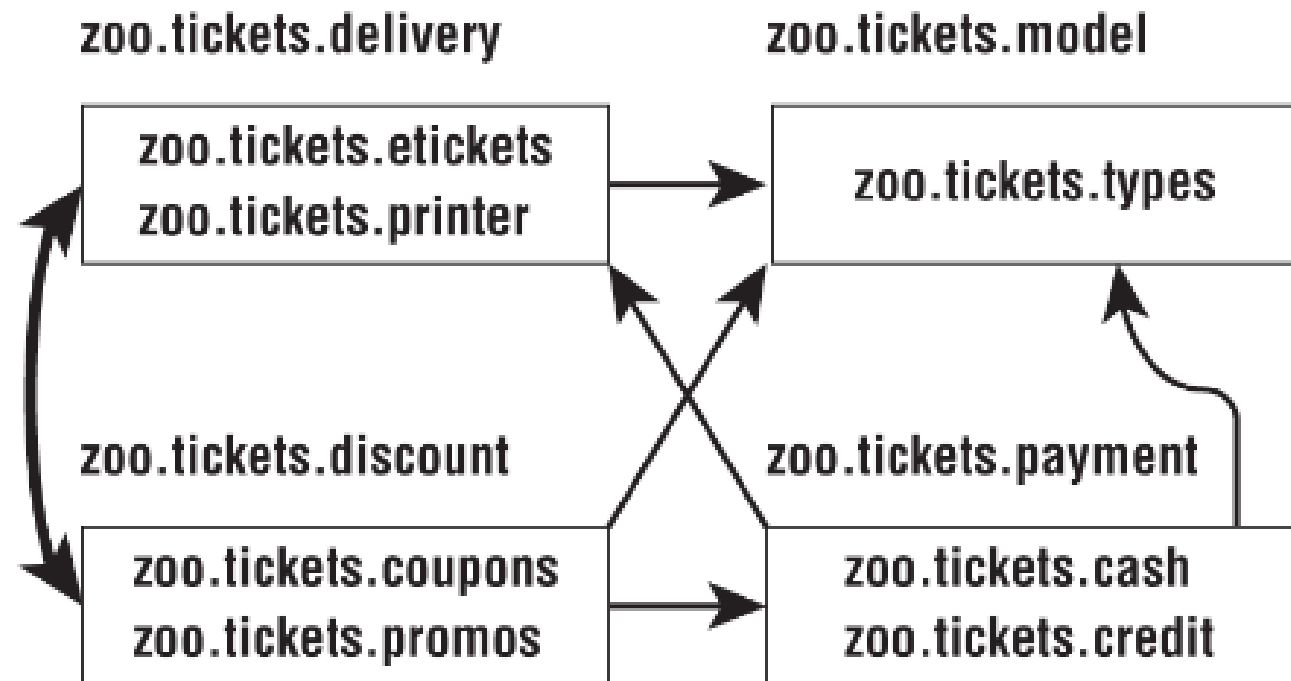 zoo.tickets.delivery
zoo.tickets.model
zoo.tickets.etickets
zoo.tickets.printer
zoo.tickets.types
zoo.tickets.discount
zoo.tickets.payment
zoo.tickets.coupons
zoo.tickets.promos
zoo.tickets.cash
zoo.tickets.credit